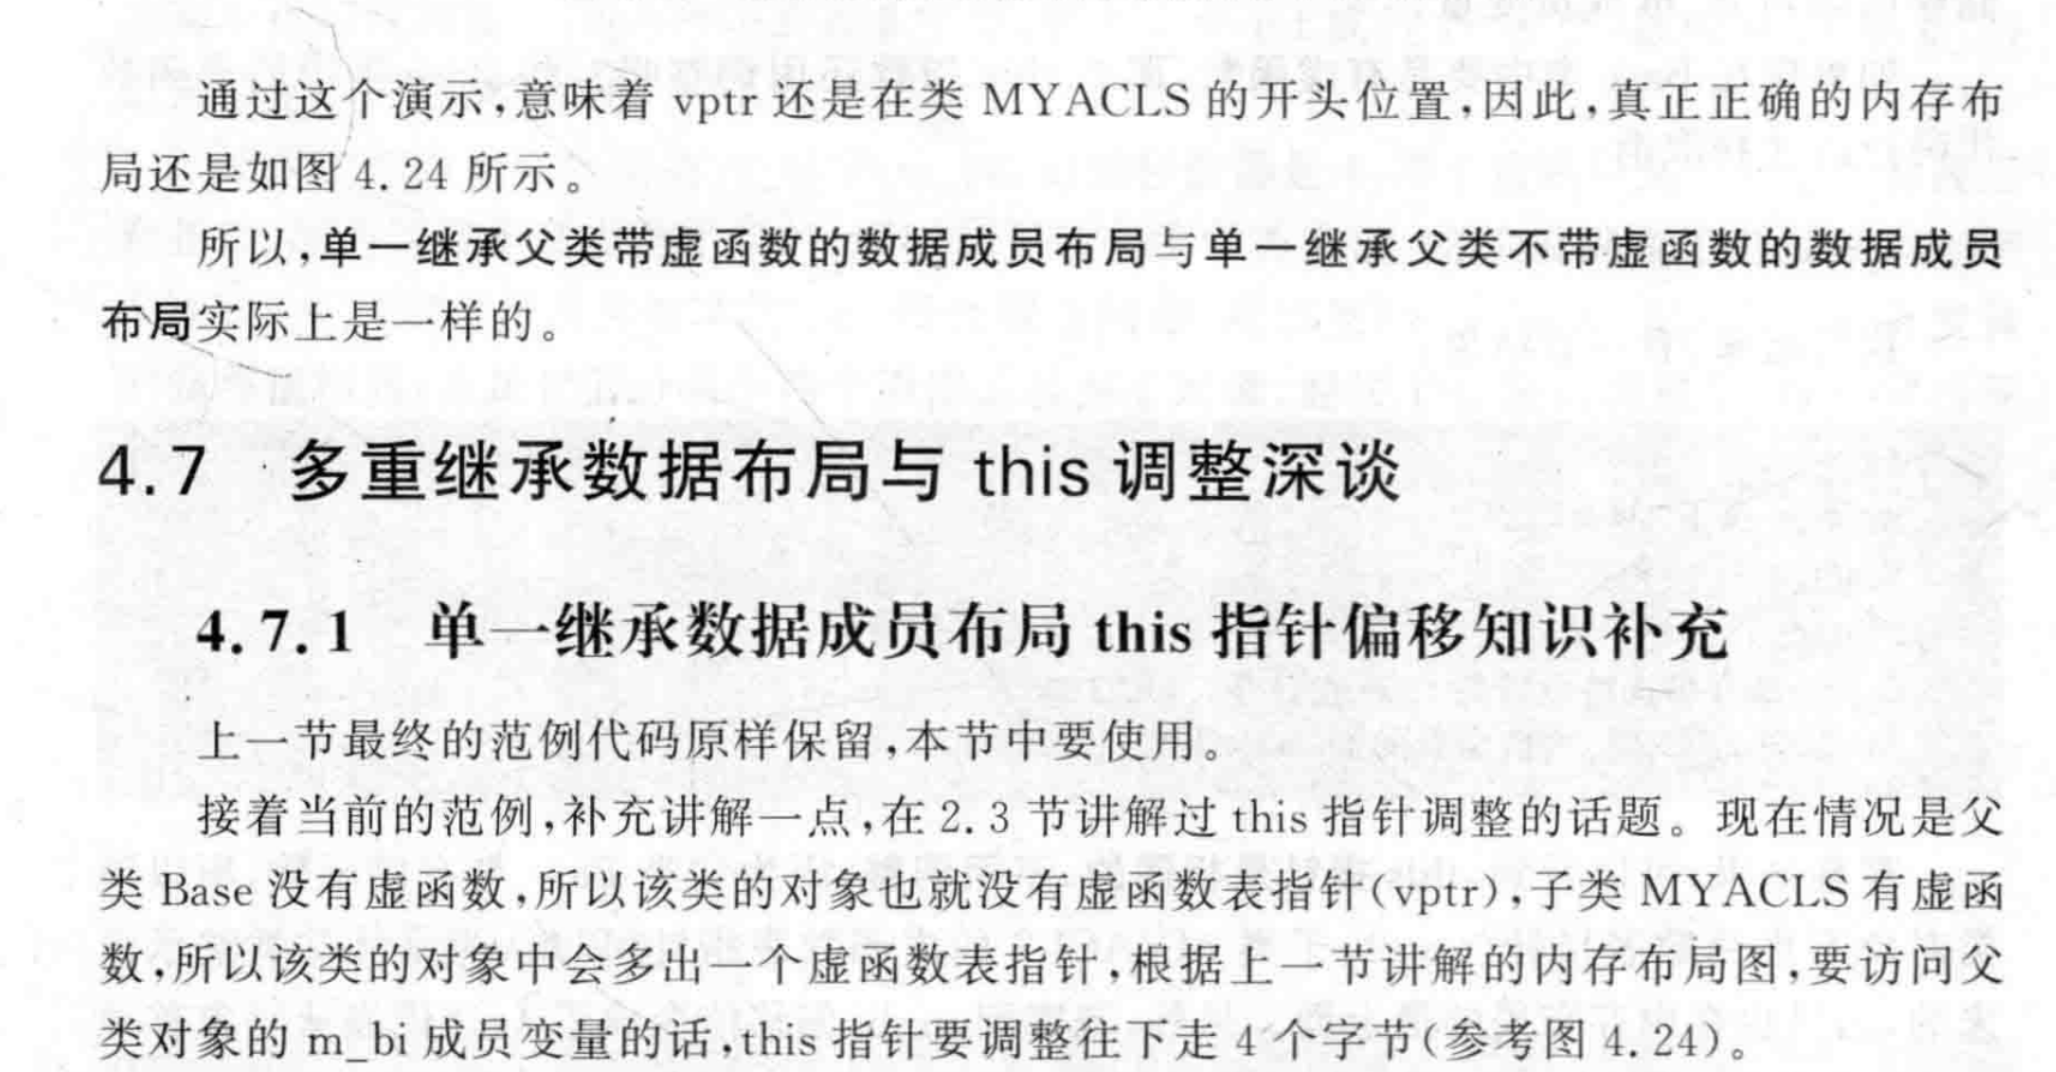 通过这个演示,意味着 vptr 还是在类 MYACLS 的开头位置,因此,真正正确的内存布
局还是如图 4.24 所示。
所以,单一继承父类带虚函数的数据成员布局与单一继承父类不带虚函数的数据成员
布局实际上是一样的。
4.7 多重继承数据布局与 this 调整深谈
4.7.1 单一继承数据成员布局 this 指针偏移知识补充
上一节最终的范例代码原样保留,本节中要使用。
接着当前的范例,补充讲解一点,在 2.3 节讲解过 this 指针调整的话题。现在情况是父
类 Base 没有虚函数,所以该类的对象也就没有虚函数表指针(vptr),子类 MYACLS 有虚函
数,所以该类的对象中会多出一个虚函数表指针,根据上一节讲解的内存布局图,要访问父
类对象的 m_bi 成员变量的话,this 指针要调整往下走 4 个字节(参考图 4.24)。